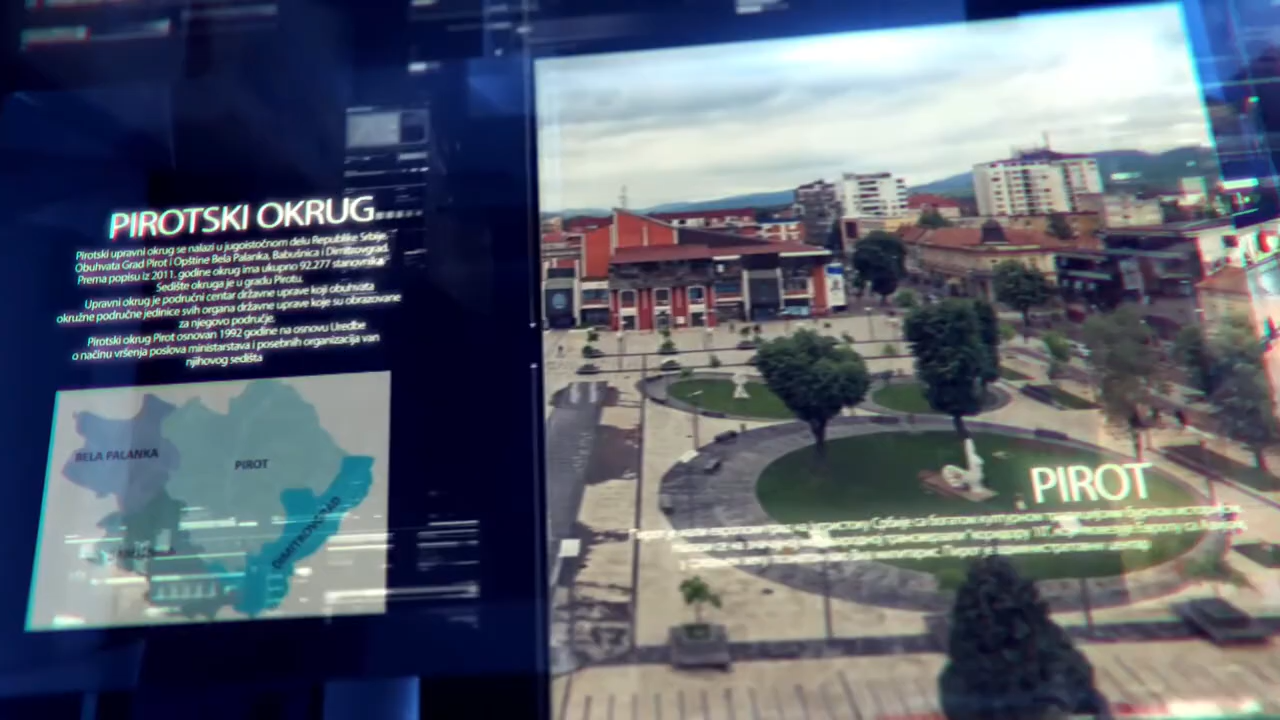 PIROTSKI OKRUG
Pirotski upravni okrug se nalazi u jugoistočnom delu Republike Srbije.
Obuhvata Grad Pirot i Opštine Bela Palanka, Babušnica i Dimitrovgrad.
Prema popisu iz 2011. godine okrug ima ukupno 92.277 stanovnika.
Sedište okruga je u gradu Pirotu.
Upravni okrug je područni centar državne uprave koji obuhvata
okružne područne jedinice svih organa državne uprave koje su obrazovane
za njegovo područje.
Pirotski okrug Pirot osnovan 1992 godine na osnovu Uredbe
o načinu vršenja poslova ministarstava i posebnih organizacija van
njihovog sedišta
BELA PALANKA
PIROT
DIMITROVGRAD
PIROT